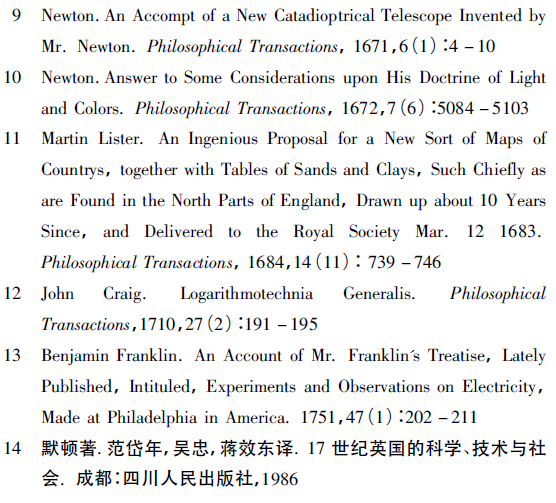 9 Newton. An Accompt of a New Catadioptrical Telescope Invented by
Mr. Newton. Philosophical Transactions, 1671,6(1):4-10
10 Newton. Answer to Some Considerations upon His Doctrine of Light
and Colors. Philosophical Transactions, 1672,7(6):5084-5103
11 Martin Lister. An Ingenious Proposal for a New Sort of Maps of
Countrys, together with Tables of Sands and Clays, Such Chiefly as
are Found in the North Parts of England, Drawn up about 10 Years
Since, and Delivered to the Royal Society Mar. 12 1683.
Philosophical Transactions, 1684,14(11): 739-746
12 John Craig. Logarithmotechnia Generalis. Philosophical
Transactions,1710,27(2):191-195
13 Benjamin Franklin. An Account of Mr. Franklin´s Treatise, Lately
Published, Intituled, Experiments and Observations on Electricity,
Made at Philadelphia in America. 1751,47(1):202-211
14 默顿著. 范岱年,吴忠,蒋效东译. 17 世纪英国的科学、技术与社
会. 成都:四川人民出版社,1986